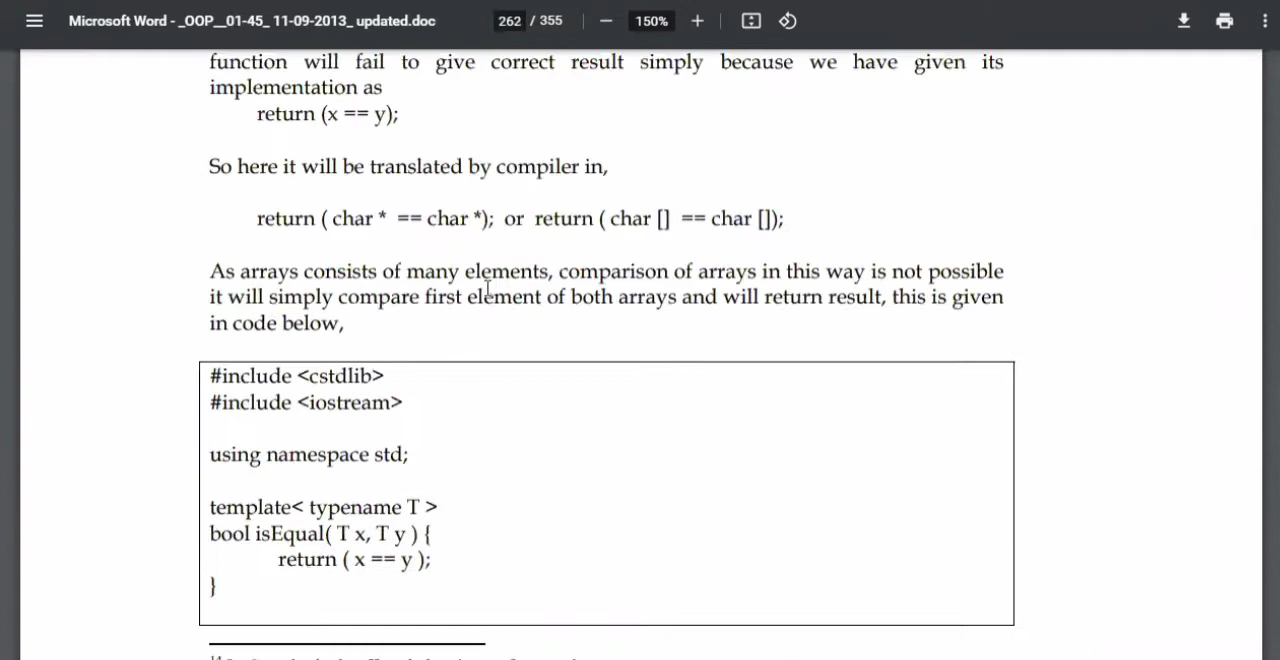 Microsoft Word - _OOP__01-45_ 11-09-2013_ updated.doc 262 / 355 — 150% +
function will fail to give correct result simply because we have given its
implementation as
return (x == y);
So here it will be translated by compiler in,
return ( char * == char *); or return ( char [] == char []);
As arrays consists of many elements, comparison of arrays in this way is not possible
it will simply compare first element of both arrays and will return result, this is given
in code below,
#include <cstdlib>
#include <iostream>
using namespace std;
template< typename T >
bool isEqual( T x, T y ) {
return ( x == y );
}
14